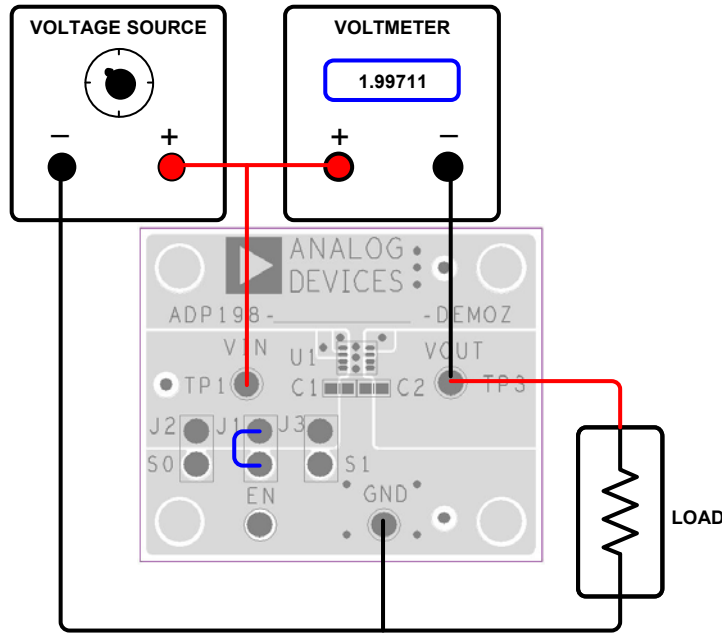 VOLTAGE SOURCE
VOLTMETER
1.99711
– +
+ –
ANALOG
DEVICES
ADP198-__________-DEMOZ
VIN
U1
VOUT
TP1
C1
C2
TP3
J2
J1
J3
S0
S1
EN
GND
LOAD